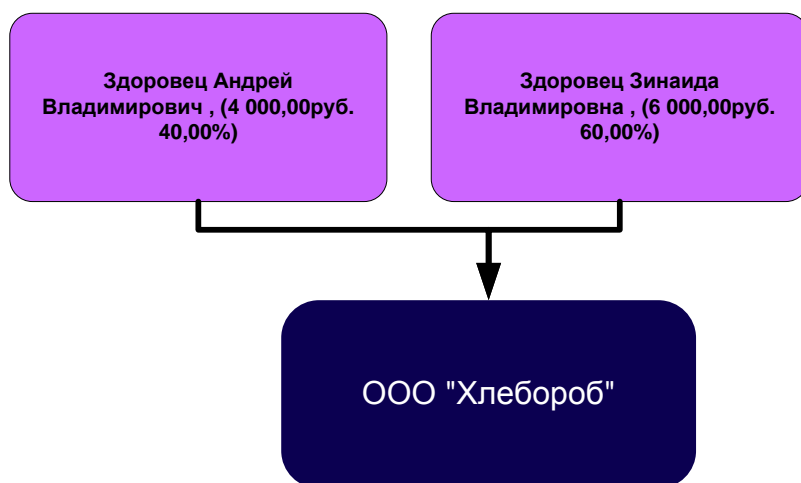 Здоровец Андрей
Владимирович , (4 000,00руб.
40,00%)
Здоровец Зинаида
Владимировна , (6 000,00руб.
60,00%)
ООО "Хлебороб"